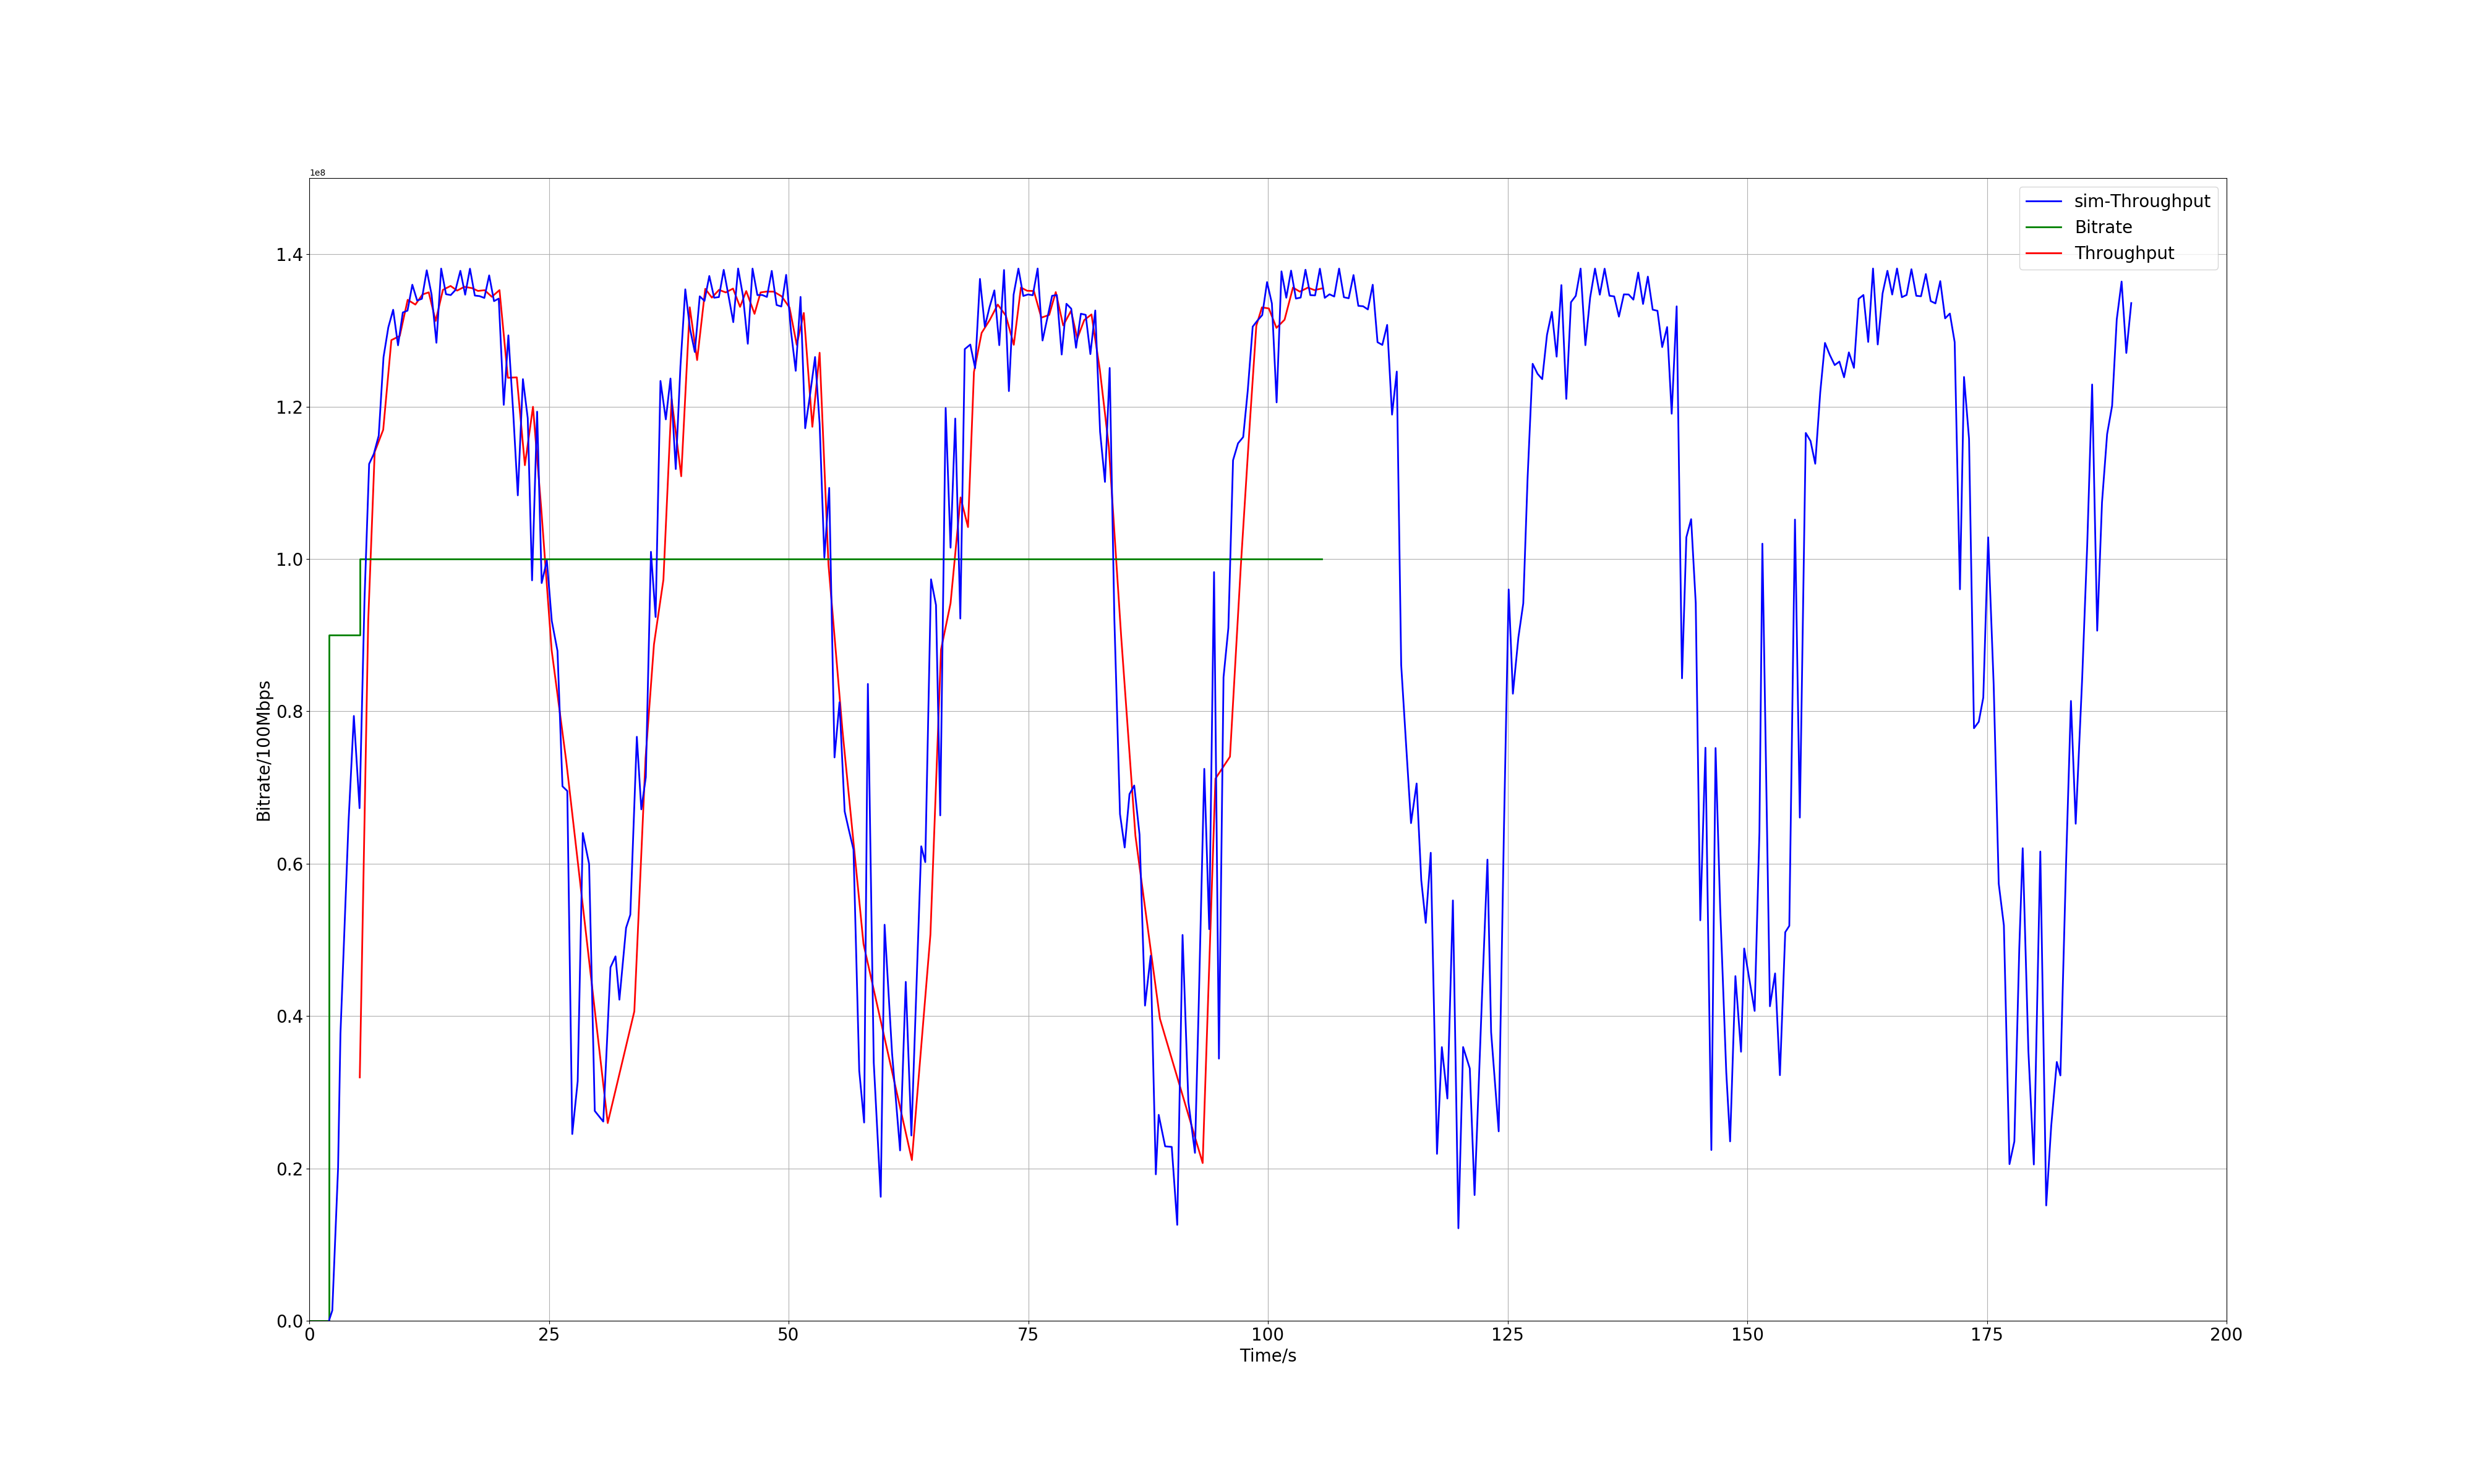 1e8
sim-Throughput
Bitrate
Throughput
1.4
1.2
1.0
0.8
0.6
0.4
0.2
0.0
Bitrate/100Mbps
0 25 50 75 100 125 150 175 200
Time/s